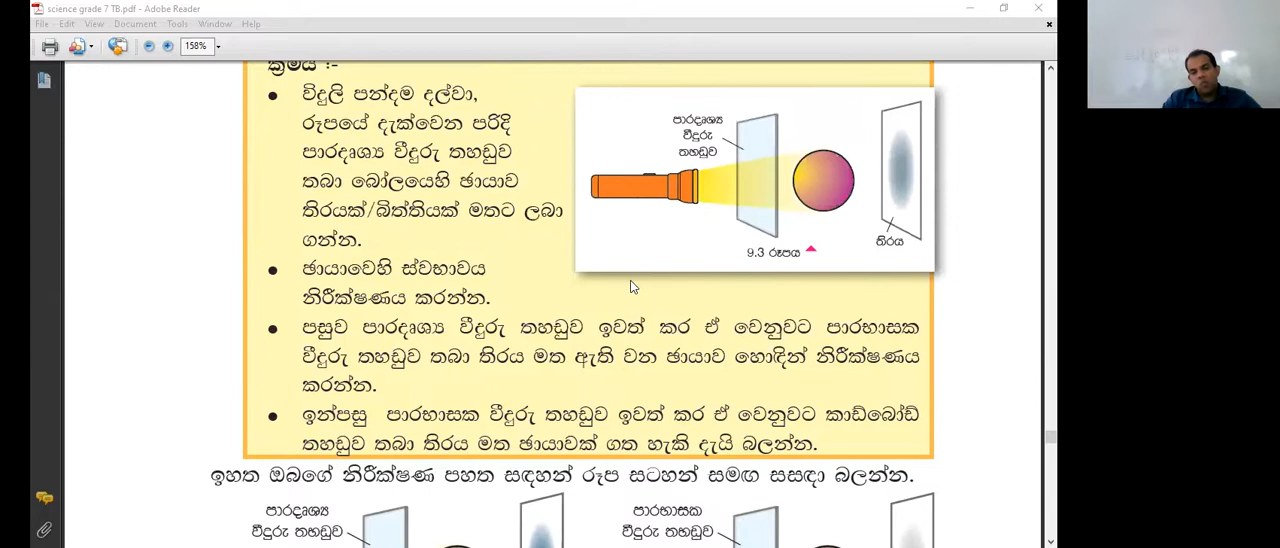 science grade 7 TB.pdf - Adobe Reader
File Edit View Document Tools Window Help
158%
ක්‍රමය :-
• විදුලි පන්දම දල්වා,
රූපයේ දැක්වෙන පරිදි
පාරදෘශ්‍ය වීදුරු තහඩුව
තබා බෝලයෙහි ඡායාව
තිරයක්/බිත්තියක් මතට ලබා
ගන්න.
පාරදෘශ්‍ය
වීදුරු
තහඩුව
තිරය
9.3 රූපය
• ඡායාවෙහි ස්වභාවය
නිරීක්ෂණය කරන්න.
• පසුව පාරදෘශ්‍ය වීදුරු තහඩුව ඉවත් කර ඒ වෙනුවට පාරභාසක
වීදුරු තහඩුව තබා තිරය මත ඇති වන ඡායාව හොඳින් නිරීක්ෂණය
කරන්න.
• ඉන්පසු පාරභාසක වීදුරු තහඩුව ඉවත් කර ඒ වෙනුවට කාඩ්බෝඩ්
තහඩුව තබා තිරය මත ඡායාවක් ගත හැකි දැයි බලන්න.
ඉහත ඔබගේ නිරීක්ෂණ පහත සඳහන් රූප සටහන් සමඟ සසඳා බලන්න.
පාරදෘශ්‍ය
වීදුරු තහඩුව
පාරභාසක
වීදුරු තහඩුව